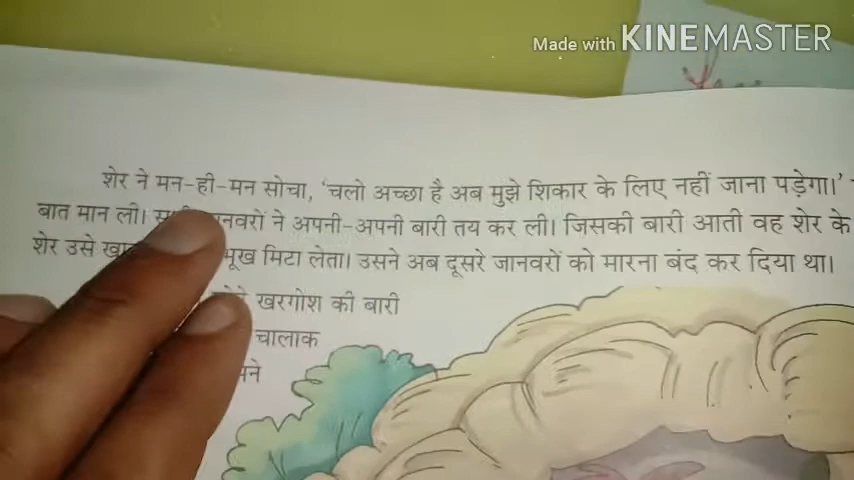 Made with KINEMASTER
शेर ने मन-ही-मन सोचा, 'चलो अच्छा है अब मुझे शिकार के लिए नहीं जाना पड़ेगा।'
बात मान ली। ने अपनी-अपनी बारी तय कर ली। जिसकी बारी आती वह शेर के
शेर उसे भूख मिटा लेता। उसने अब दूसरे जानवरों को मारना बंद कर दिया था।
खरगोश की बारी
चालाक